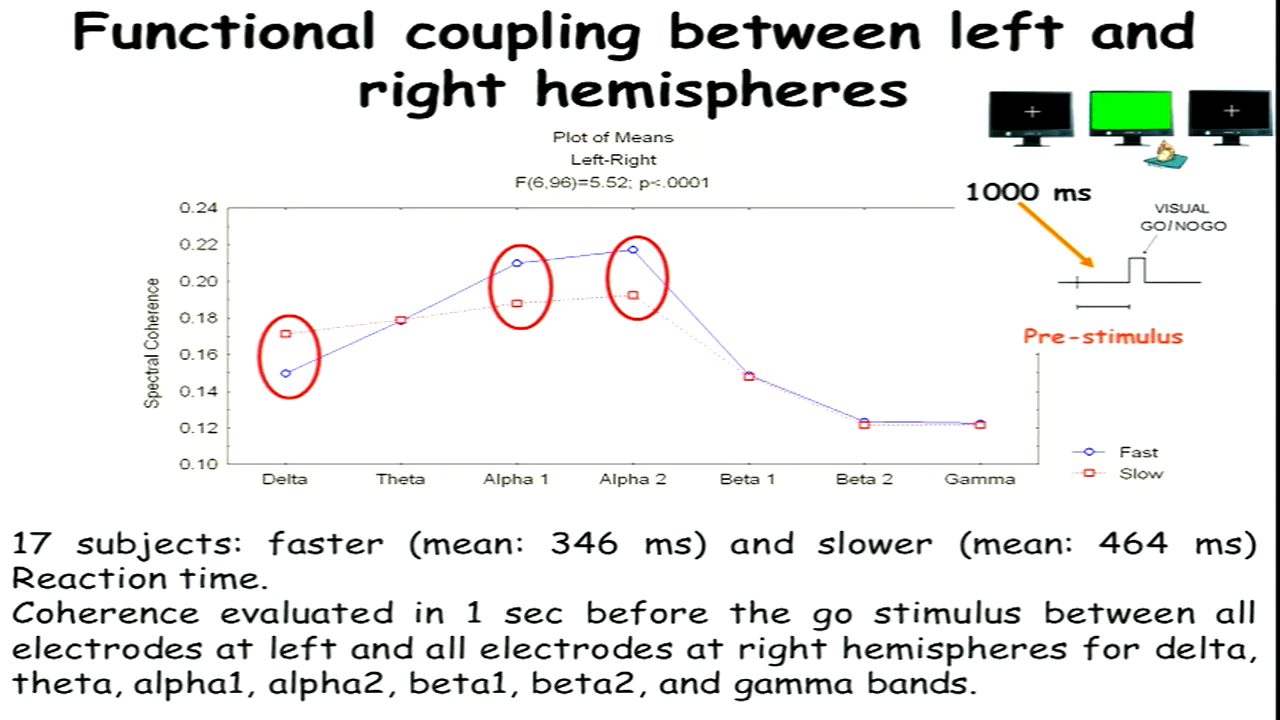 Functional coupling between left and
right hemispheres
Plot of Means
Left-Right
F(6,96)=5.52; p<.0001
1000 ms
VISUAL
GO/NOGO
Pre-stimulus
Spectral Coherence
0.24
0.22
0.20
0.18
0.16
0.14
0.12
0.10
Delta Theta Alpha 1 Alpha 2 Beta 1 Beta 2 Gamma
Fast
Slow
17 subjects: faster (mean: 346 ms) and slower (mean: 464 ms)
Reaction time.
Coherence evaluated in 1 sec before the go stimulus between all
electrodes at left and all electrodes at right hemispheres for delta,
theta, alpha1, alpha2, beta1, beta2, and gamma bands.